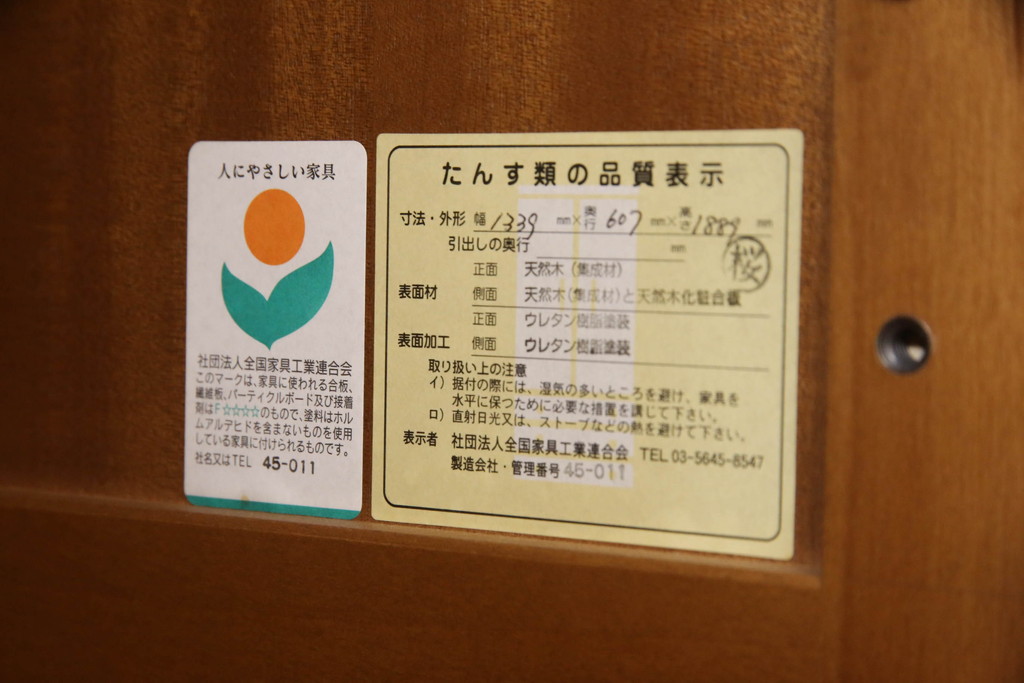 人にやさしい家具
社団法人全国家具工業連合会
このマークは、家具に使われる合板、
繊維板、パーティクルボード及び接着
剤はF☆☆☆☆のもので、塗料はホル
ムアルデヒドを含まないものを使用
している家具に付けられるものです。
社名又はTEL 45-011
たんす類の品質表示
寸法・外形 幅 1339 mm×奥行 607 mm×高さ 1889 mm
引出しの奥行 mm
桜
正面 天然木(集成材)
表面材 側面 天然木(集成材)と天然木化粧合板
正面 ウレタン樹脂塗装
表面加工 側面 ウレタン樹脂塗装
取り扱い上の注意
イ) 据付の際には、湿気の多いところを避け、家具を
水平に保つために必要な措置を講じて下さい。
ロ) 直射日光又は、ストーブなどの熱を避けて下さい。
表示者 社団法人全国家具工業連合会 TEL 03-5645-8547
製造会社・管理番号 45-011